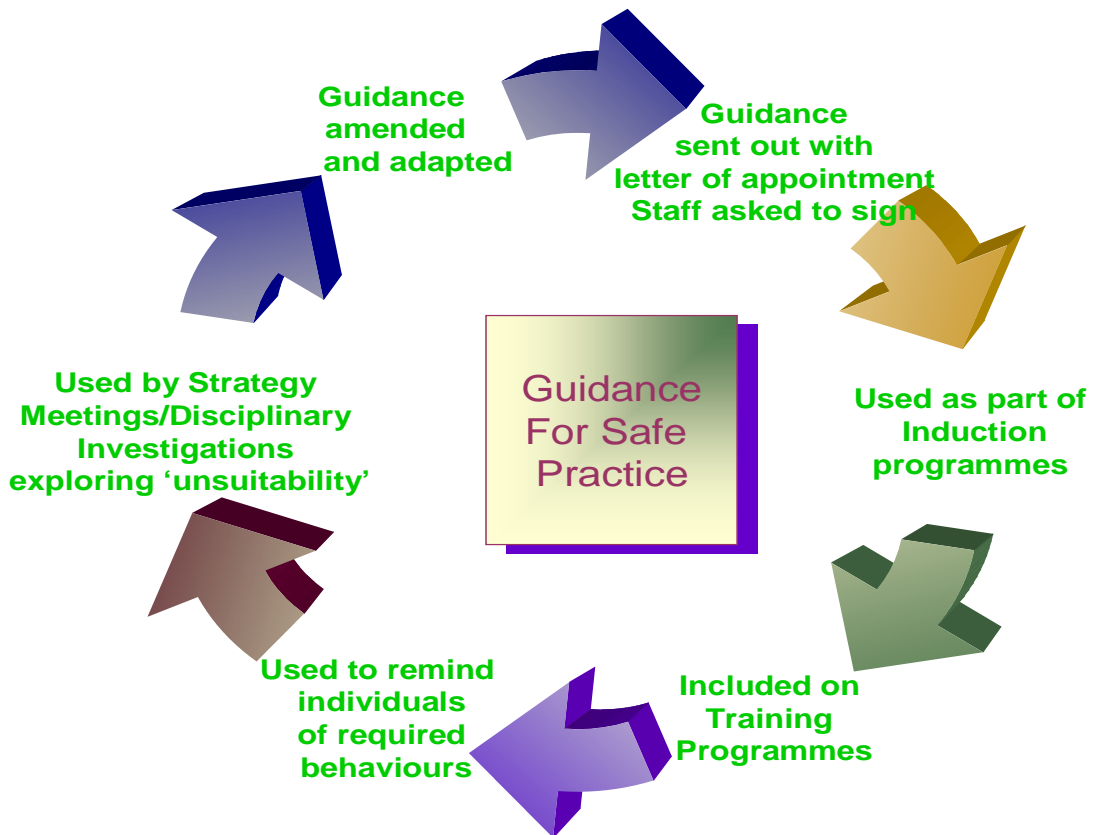 Guidance
amended
and adapted
Guidance
sent out with
letter of appointment
Staff asked to sign
Used as part of
Induction
programmes
Included on
Training
Programmes
Used to remind
individuals
of required
behaviours
Used by Strategy
Meetings/Disciplinary
Investigations
exploring ‘unsuitability’
Guidance
For Safe
Practice